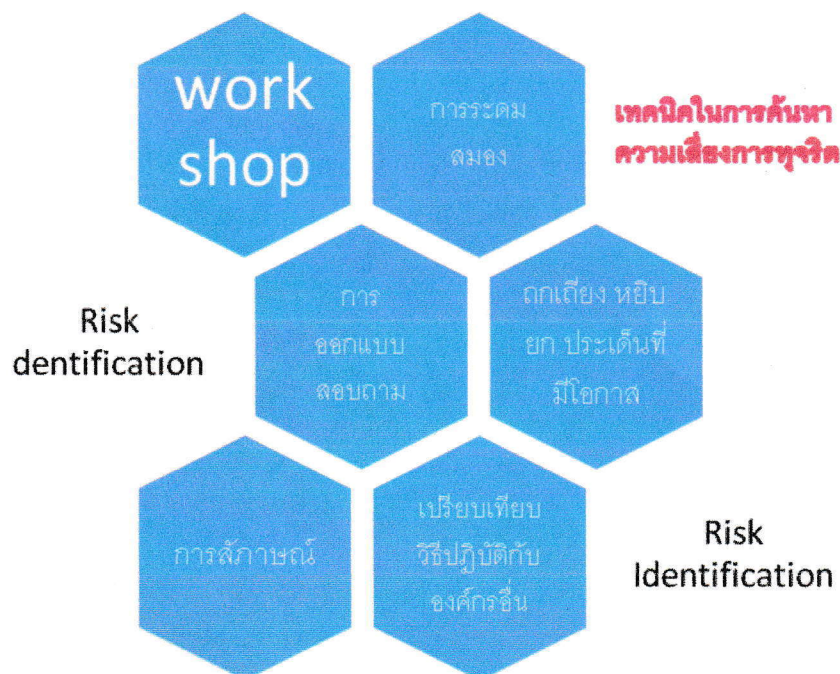 work
shop
การระดม
สมอง
เทคนิคในการค้นหา
ความเสี่ยงการทุจริต
Risk
dentification
การ
ออกแบบ
สอบถาม
ถกเถียง หยิบ
ยก ประเด็นที่
มีโอกาส
การสัภาษณ์
เปรียบเทียบ
วิธีปฏิบัติกับ
องค์กรอื่น
Risk
Identification